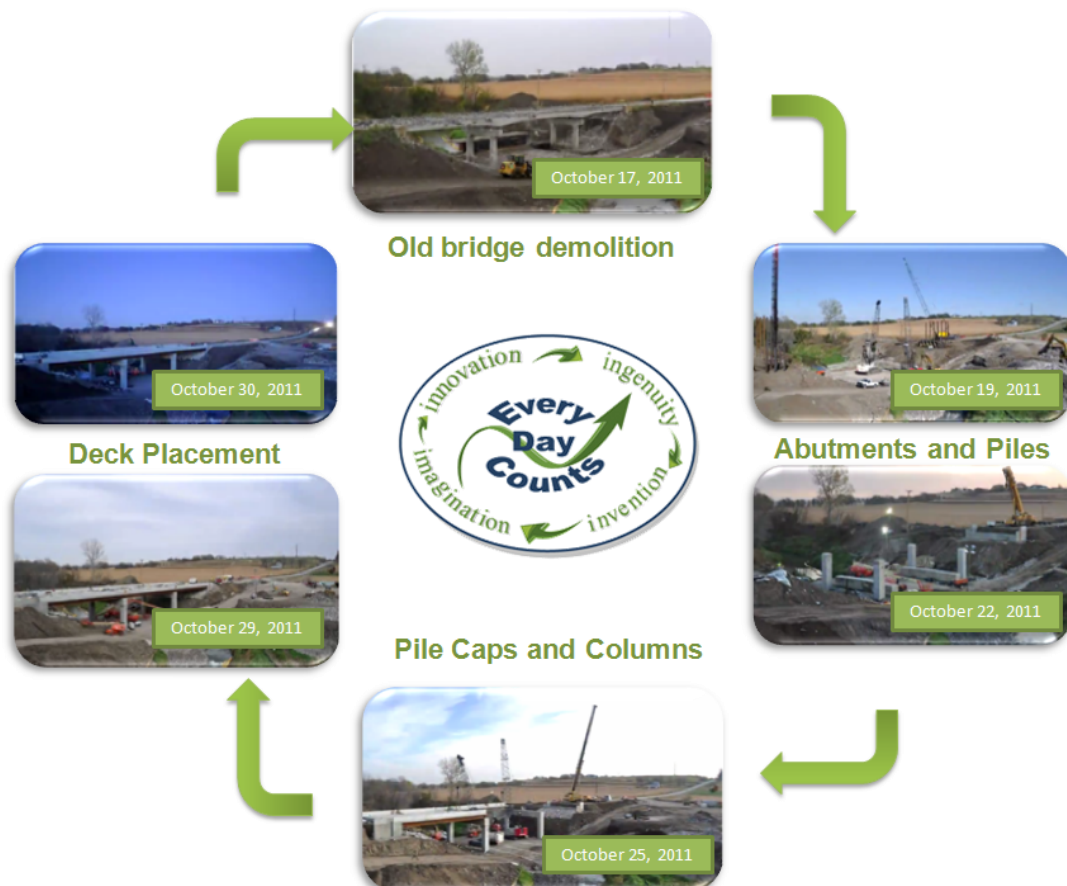 October 17, 2011
Old bridge demolition
October 30, 2011
October 19, 2011
innovation
ingenuity
Every
Day
Counts
imagination
invention
Deck Placement
Abutments and Piles
October 29, 2011
October 22, 2011
Pile Caps and Columns
October 25, 2011